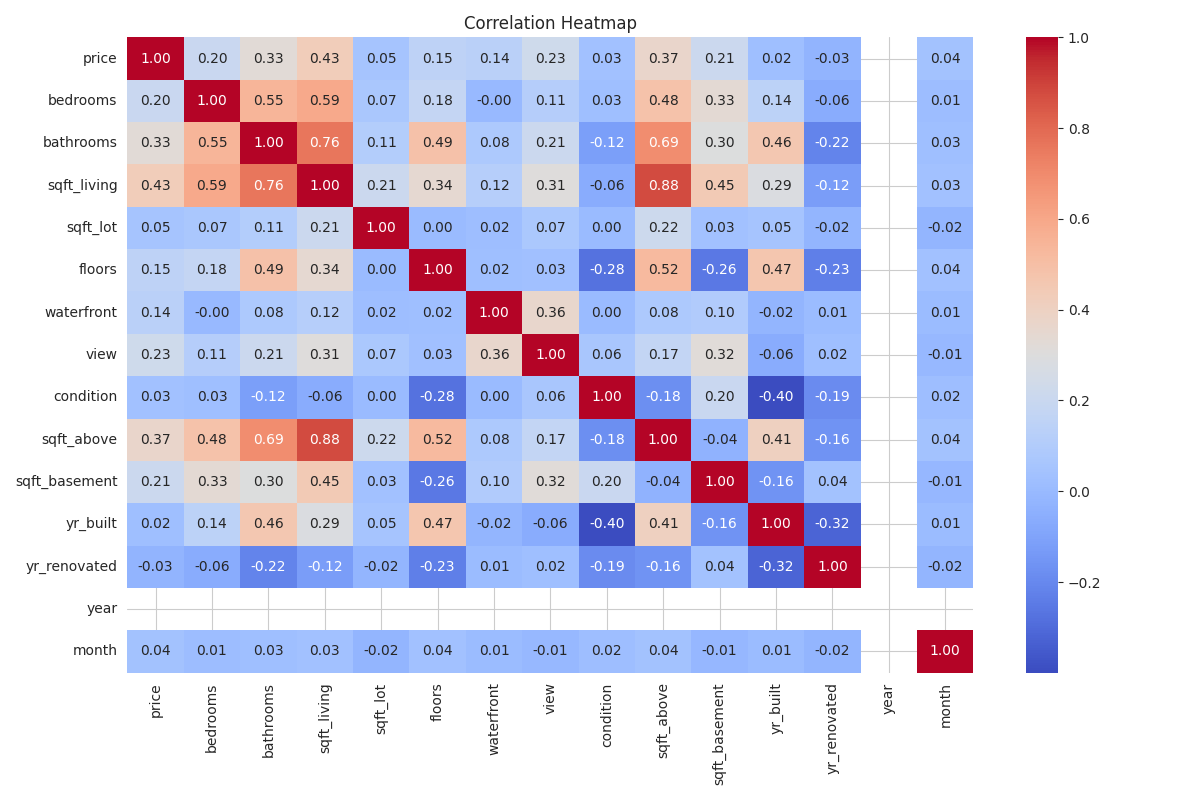 Correlation Heatmap
price 1.00 0.20 0.33 0.43 0.05 0.15 0.14 0.23 0.03 0.37 0.21 0.02 -0.03 0.04
bedrooms 0.20 1.00 0.55 0.59 0.07 0.18 -0.00 0.11 0.03 0.48 0.33 0.14 -0.06 0.01
bathrooms 0.33 0.55 1.00 0.76 0.11 0.49 0.08 0.21 -0.12 0.69 0.30 0.46 -0.22 0.03
sqft_living 0.43 0.59 0.76 1.00 0.21 0.34 0.12 0.31 -0.06 0.88 0.45 0.29 -0.12 0.03
sqft_lot 0.05 0.07 0.11 0.21 1.00 0.00 0.02 0.07 0.00 0.22 0.03 0.05 -0.02 -0.02
floors 0.15 0.18 0.49 0.34 0.00 1.00 0.02 0.03 -0.28 0.52 -0.26 0.47 -0.23 0.04
waterfront 0.14 -0.00 0.08 0.12 0.02 0.02 1.00 0.36 0.00 0.08 0.10 -0.02 0.01 0.01
view 0.23 0.11 0.21 0.31 0.07 0.03 0.36 1.00 0.06 0.17 0.32 -0.06 0.02 -0.01
condition 0.03 0.03 -0.12 -0.06 0.00 -0.28 0.00 0.06 1.00 -0.18 0.20 -0.40 -0.19 0.02
sqft_above 0.37 0.48 0.69 0.88 0.22 0.52 0.08 0.17 -0.18 1.00 -0.04 0.41 -0.16 0.04
sqft_basement 0.21 0.33 0.30 0.45 0.03 -0.26 0.10 0.32 0.20 -0.04 1.00 -0.16 0.04 -0.01
yr_built 0.02 0.14 0.46 0.29 0.05 0.47 -0.02 -0.06 -0.40 0.41 -0.16 1.00 -0.32 0.01
yr_renovated -0.03 -0.06 -0.22 -0.12 -0.02 -0.23 0.01 0.02 -0.19 -0.16 0.04 -0.32 1.00 -0.02
year
month 0.04 0.01 0.03 0.03 -0.02 0.04 0.01 -0.01 0.02 0.04 -0.01 0.01 -0.02 1.00
price
bedrooms
bathrooms
sqft_living
sqft_lot
floors
waterfront
view
condition
sqft_above
sqft_basement
yr_built
yr_renovated
year
month
1.0
0.8
0.6
0.4
0.2
0.0
−0.2